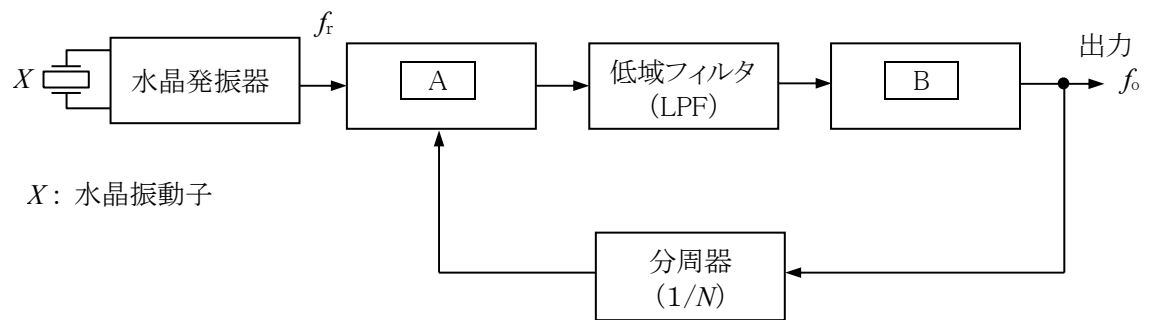 X
水晶発振器
fr
A
低域フィルタ
(LPF)
B
出力
fo
X : 水晶振動子
分周器
(1/N)